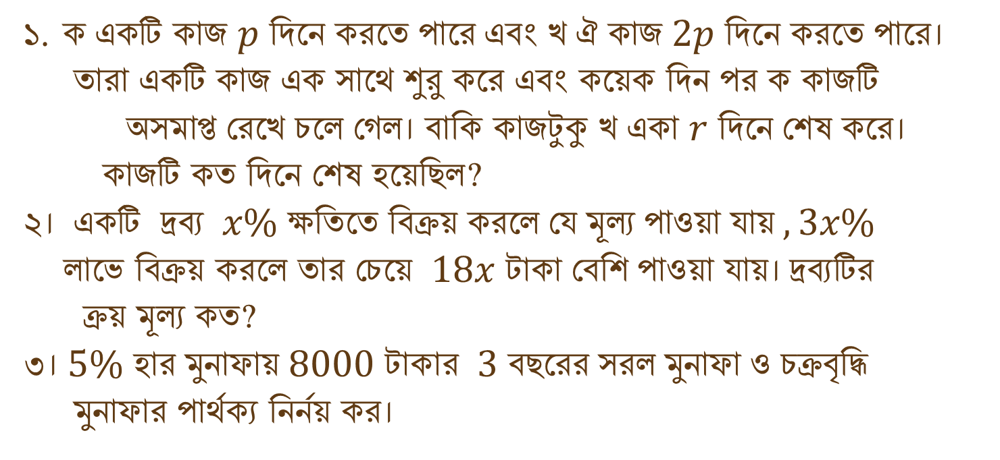 ১. ক একটি কাজ p দিনে করতে পারে এবং খ ঐ কাজ 2p দিনে করতে পারে।
তারা একটি কাজ এক সাথে শুরু করে এবং কয়েক দিন পর ক কাজটি
অসমাপ্ত রেখে চলে গেল। বাকি কাজটুকু খ একা r দিনে শেষ করে।
কাজটি কত দিনে শেষ হয়েছিল?
২। একটি দ্রব্য x% ক্ষতিতে বিক্রয় করলে যে মূল্য পাওয়া যায় , 3x%
লাভে বিক্রয় করলে তার চেয়ে 18x টাকা বেশি পাওয়া যায়। দ্রব্যটির
ক্রয় মূল্য কত?
৩। 5% হার মুনাফায় 8000 টাকার 3 বছরের সরল মুনাফা ও চক্রবৃদ্ধি
মুনাফার পার্থক্য নির্নয় কর।